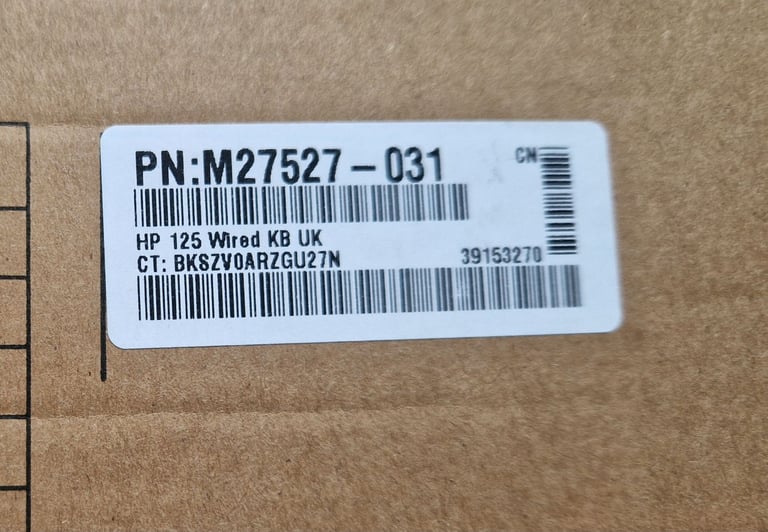 PN:M27527-031
CN
HP 125 Wired KB UK
CT: BKSZV0ARZGU27N
39153270